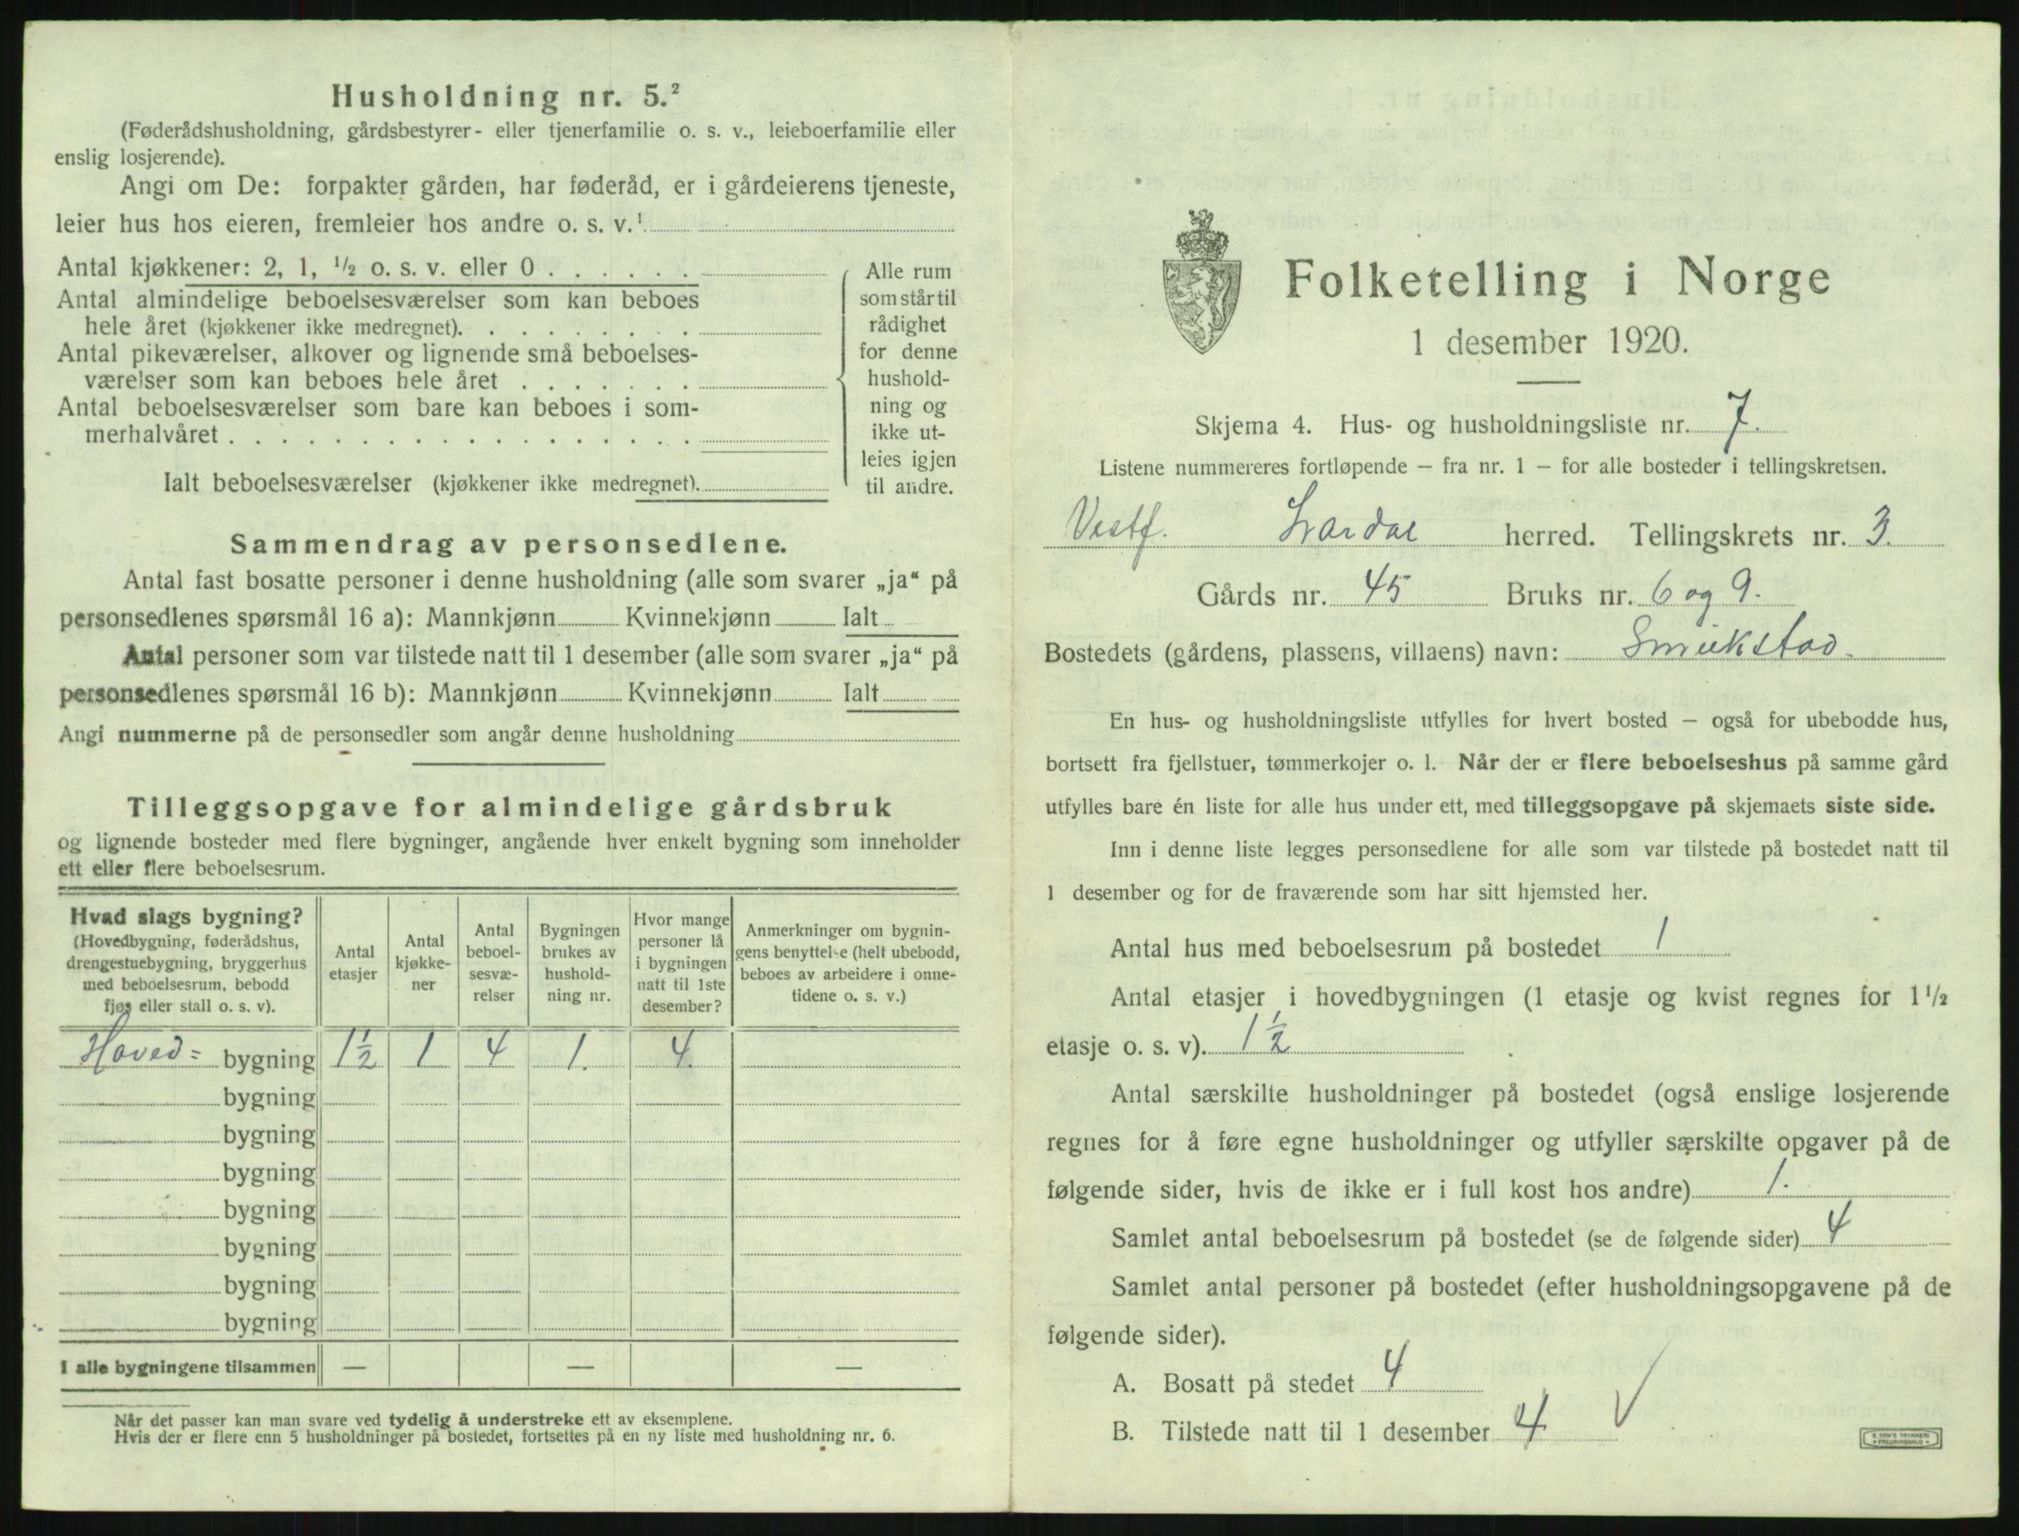 Husholdning nr. 5.²
(Føderådshusholdning, gårdsbestyrer- eller tjenerfamilie o. s. v., leieboerfamilie eller
enslig losjerende).
Angi om De: forpakter gården, har føderåd, er i gårdeierens tjeneste,
leier hus hos eieren, fremleier hos andre o. s. v.¹
Antal kjøkkener: 2, 1, ½ o. s. v. eller 0
Antal almindelige beboelsesværelser som kan beboes
hele året (kjøkkener ikke medregnet).
Antal pikeværelser, alkover og lignende små beboelses-
værelser som kan beboes hele året
Antal beboelsesværelser som bare kan beboes i som-
merhalvåret
Ialt beboelsesværelser (kjøkkener ikke medregnet).
Alle rum
som står til
rådighet
for denne
hushold-
ning og
ikke ut-
leies igjen
til andre.
Sammendrag av personsedlene.
Antal fast bosatte personer i denne husholdning (alle som svarer „ja“ på
personsedlenes spørsmål 16 a): Mannkjønn Kvinnekjønn Ialt
Antal personer som var tilstede natt til 1 desember (alle som svarer „ja“ på
personsedlenes spørsmål 16 b): Mannkjønn Kvinnekjønn Ialt
Angi nummerne på de personsedler som angår denne husholdning
Tilleggsopgave for almindelige gårdsbruk
og lignende bosteder med flere bygninger, angående hver enkelt bygning som inneholder
ett eller flere beboelsesrum.
Hvad slags bygning?
(Hovedbygning, føderådshus,
drengestuebygning, bryggerhus
med beboelsesrum, bebodd
fjøs eller stall o. s. v).
Antal
etasjer
Antal
kjøkke-
ner
Antal
beboel-
sesvæ-
relser
Bygningen
brukes av
hushold-
ning nr.
Hvor mange
personer lå
i bygningen
natt til 1ste
desember?
Anmerkninger om bygnin-
gens benyttelse (helt ubebodd,
beboes av arbeidere i onne-
tidene o. s. v.)
Hoved= bygning 1½ 1 4 1. 4.
bygning
bygning
bygning
bygning
bygning
bygning
bygning
I alle bygningene tilsammen — — —
Når det passer kan man svare ved tydelig å understreke ett av eksemplene.
Hvis der er flere enn 5 husholdninger på bostedet, fortsettes på en ny liste med husholdning nr. 6.
Folketelling i Norge
1 desember 1920.
Skjema 4. Hus- og husholdningsliste nr. 7.
Listene nummereres fortløpende – fra nr. 1 – for alle bosteder i tellingskretsen.
Vestf. Lardal herred. Tellingskrets nr. 3.
Gårds nr. 45 Bruks nr. 6 og 9.
Bostedets (gårdens, plassens, villaens) navn:
En hus- og husholdningsliste utfylles for hvert bosted – også for ubebodde hus,
bortsett fra fjellstuer, tømmerkojer o. l. Når der er flere beboelseshus på samme gård
utfylles bare én liste for alle hus under ett, med tilleggsopgave på skjemaets siste side.
Inn i denne liste legges personsedlene for alle som var tilstede på bostedet natt til
1 desember og for de fraværende som har sitt hjemsted her.
Antal hus med beboelsesrum på bostedet 1
Antal etasjer i hovedbygningen (1 etasje og kvist regnes for 1½
etasje o. s. v). 1½
Antal særskilte husholdninger på bostedet (også enslige losjerende
regnes for å føre egne husholdninger og utfyller særskilte opgaver på de
følgende sider, hvis de ikke er i full kost hos andre) 1.
Samlet antal beboelsesrum på bostedet (se de følgende sider) 4
Samlet antal personer på bostedet (efter husholdningsopgavene på de
følgende sider).
A. Bosatt på stedet 4
B. Tilstede natt til 1 desember 4